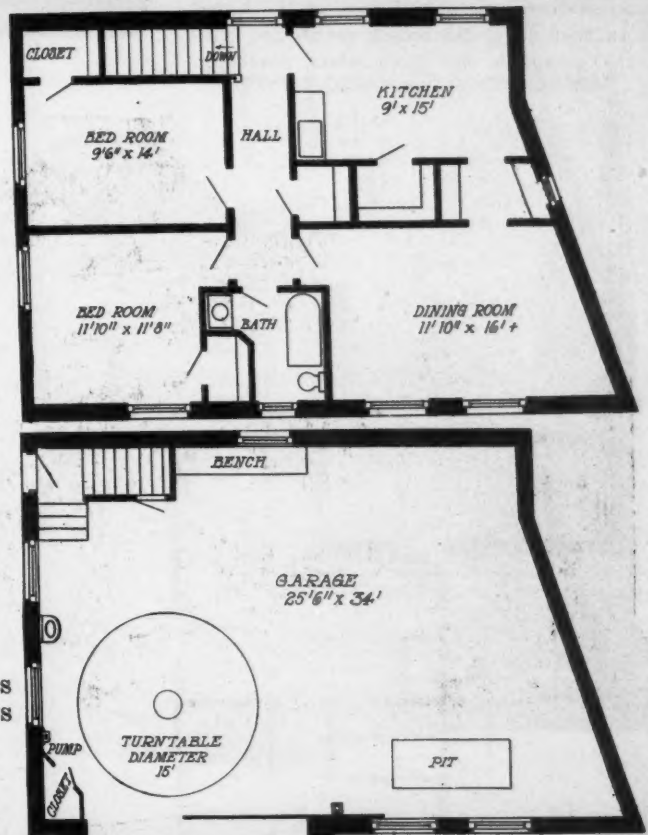 CLOSET
DOWN
KITCHEN
9' x 15'
BED ROOM
9'6" x 14'
HALL
BED ROOM
11'10" x 11'8"
BATH
DINING ROOM
11'10" x 16' +
BENCH
GARAGE
25'6" x 34'
S
S
TURNTABLE
DIAMETER
15'
PUMP
CLOSET
PIT